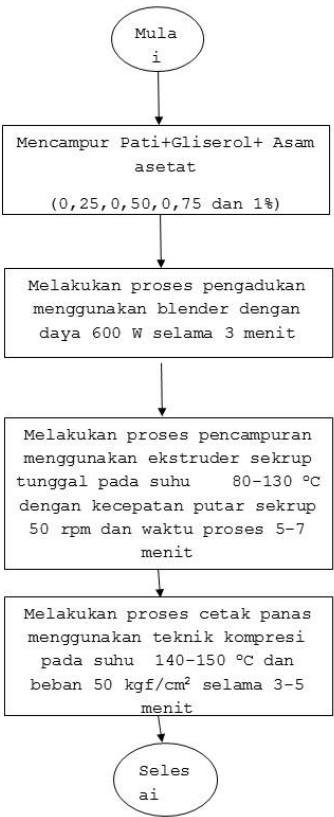 Mula
i
Mencampur Pati+Gliserol+ Asam
asetat
(0,25,0,50,0,75 dan 1%)
Melakukan proses pengadukan
menggunakan blender dengan
daya 600 W selama 3 menit
Melakukan proses pencampuran
menggunakan ekstruder sekrup
tunggal pada suhu 80-130 °C
dengan kecepatan putar sekrup
50 rpm dan waktu proses 5-7
menit
Melakukan proses cetak panas
menggunakan teknik kompresi
pada suhu 140-150 °C dan
beban 50 kgf/cm² selama 3-5
menit
Seles
ai